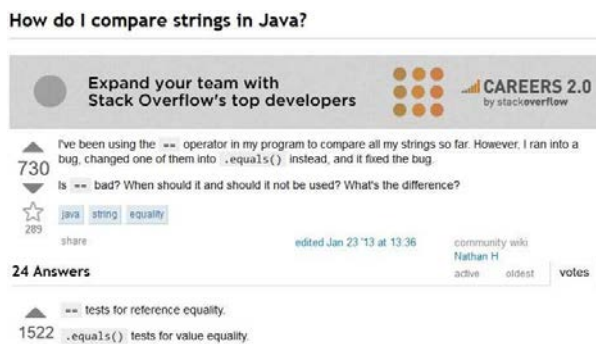 How do I compare strings in Java?
Expand your team with
Stack Overflow's top developers
CAREERS 2.0
by stackoverflow
I've been using the == operator in my program to compare all my strings so far. However, I ran into a
bug, changed one of them into .equals() instead, and it fixed the bug.
730
Is == bad? When should it and should it not be used? What's the difference?
289
java string equality
share
edited Jan 23 '13 at 13:36
community wiki
Nathan H
24 Answers
active oldest votes
== tests for reference equality.
1522
.equals() tests for value equality.